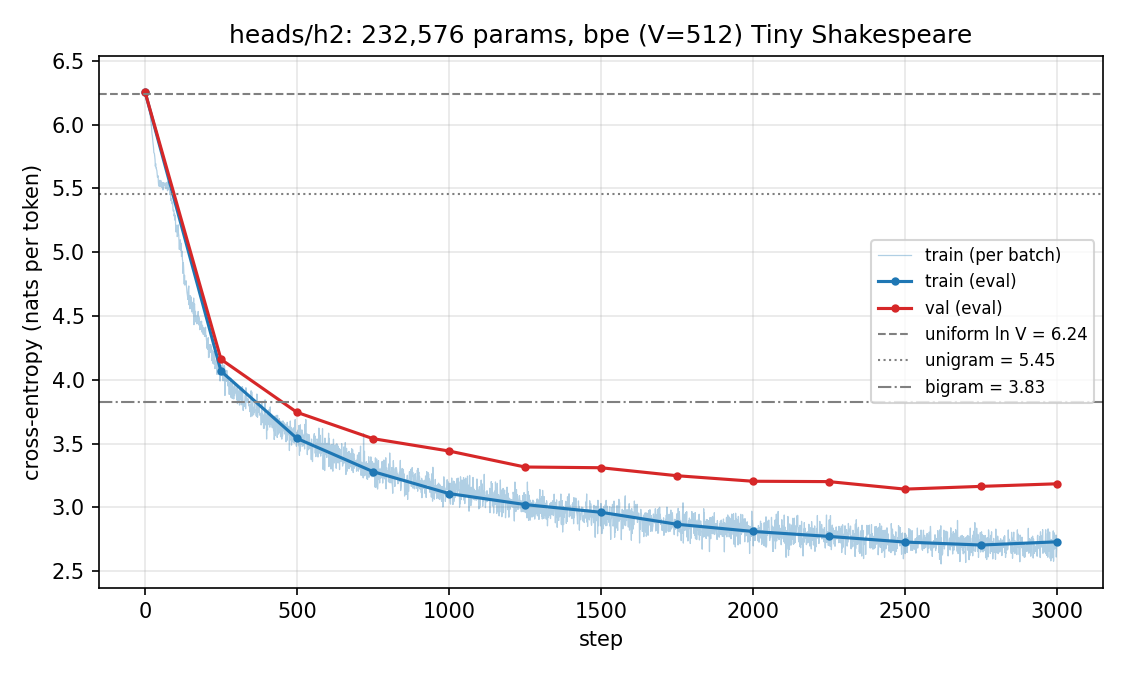 heads/h2: 232,576 params, bpe (V=512) Tiny Shakespeare
cross-entropy (nats per token)
6.5
6.0
5.5
5.0
4.5
4.0
3.5
3.0
2.5
train (per batch)
train (eval)
val (eval)
uniform ln V = 6.24
unigram = 5.45
bigram = 3.83
0 500 1000 1500 2000 2500 3000
step